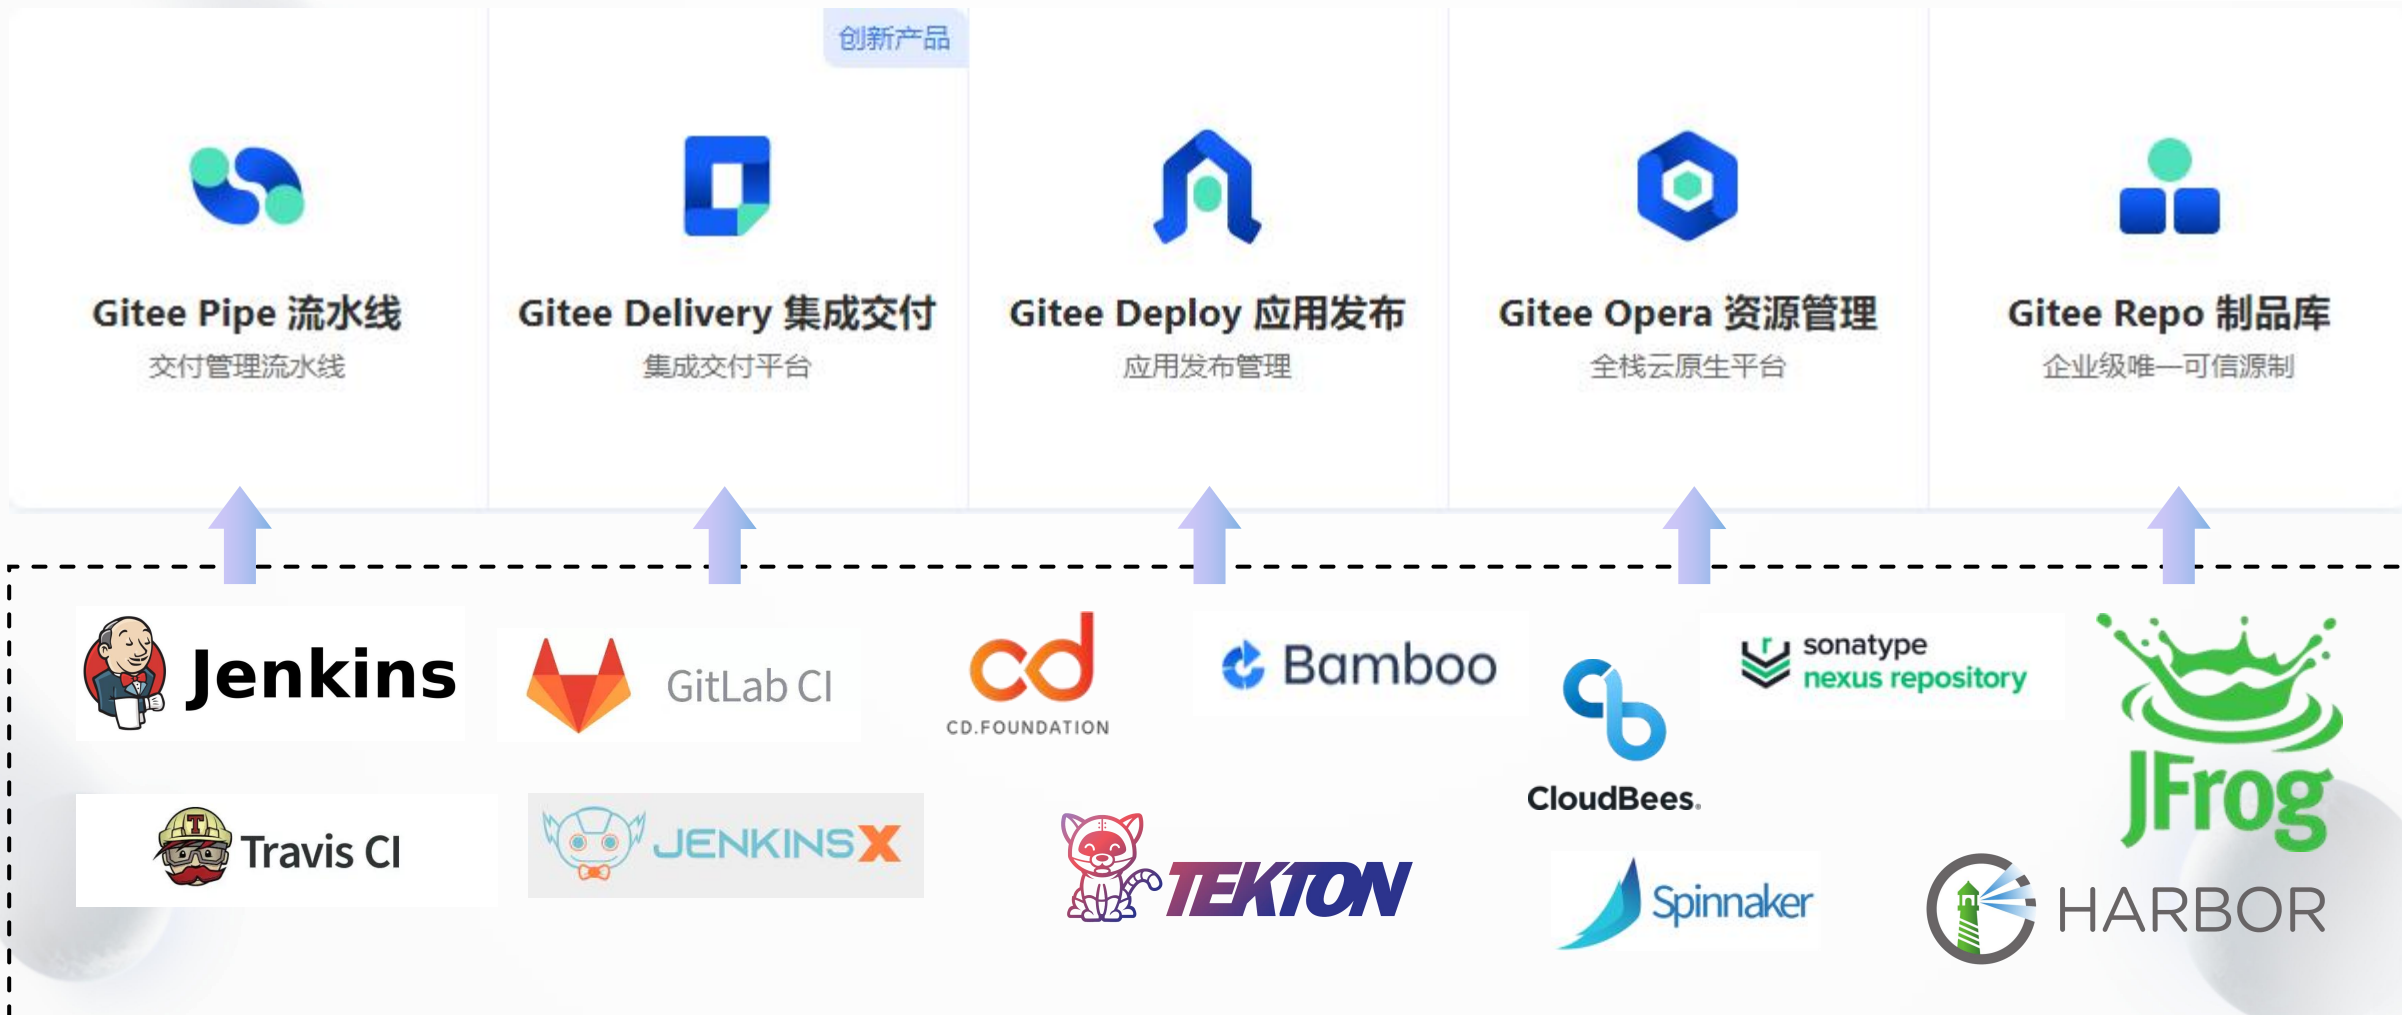 创新产品
Gitee Pipe 流水线
交付管理流水线
Gitee Delivery 集成交付
集成交付平台
Gitee Deploy 应用发布
应用发布管理
Gitee Opera 资源管理
全栈云原生平台
Gitee Repo 制品库
企业级唯一可信源制
Jenkins
GitLab CI
cd
CD.FOUNDATION
Bamboo
CloudBees.
sonatype
nexus repository
JFrog
T
Travis CI
JENKINSX
TEKTON
Spinnaker
HARBOR